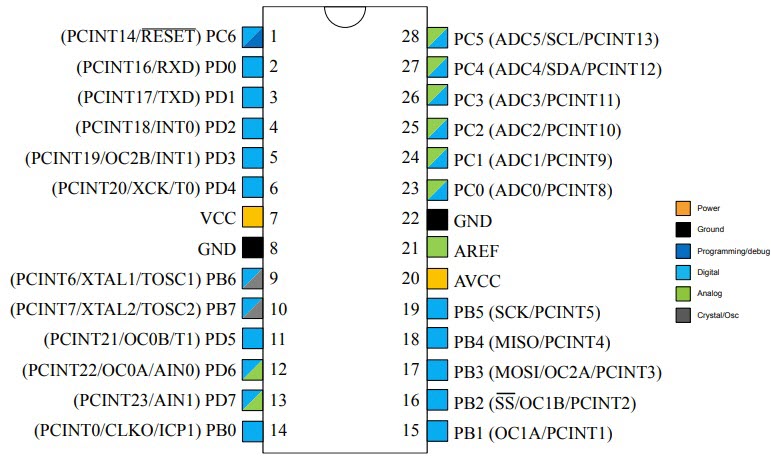 (PCINT14/RESET) PC6 1
(PCINT16/RXD) PD0 2
(PCINT17/TXD) PD1 3
(PCINT18/INT0) PD2 4
(PCINT19/OC2B/INT1) PD3 5
(PCINT20/XCK/T0) PD4 6
VCC 7
GND 8
(PCINT6/XTAL1/TOSC1) PB6 9
(PCINT7/XTAL2/TOSC2) PB7 10
(PCINT21/OC0B/T1) PD5 11
(PCINT22/OC0A/AIN0) PD6 12
(PCINT23/AIN1) PD7 13
(PCINT0/CLKO/ICP1) PB0 14
28 PC5 (ADC5/SCL/PCINT13)
27 PC4 (ADC4/SDA/PCINT12)
26 PC3 (ADC3/PCINT11)
25 PC2 (ADC2/PCINT10)
24 PC1 (ADC1/PCINT9)
23 PC0 (ADC0/PCINT8)
22 GND
21 AREF
20 AVCC
19 PB5 (SCK/PCINT5)
18 PB4 (MISO/PCINT4)
17 PB3 (MOSI/OC2A/PCINT3)
16 PB2 (SS/OC1B/PCINT2)
15 PB1 (OC1A/PCINT1)
Power
Ground
Programming/debug
Digital
Analog
Crystal/Osc